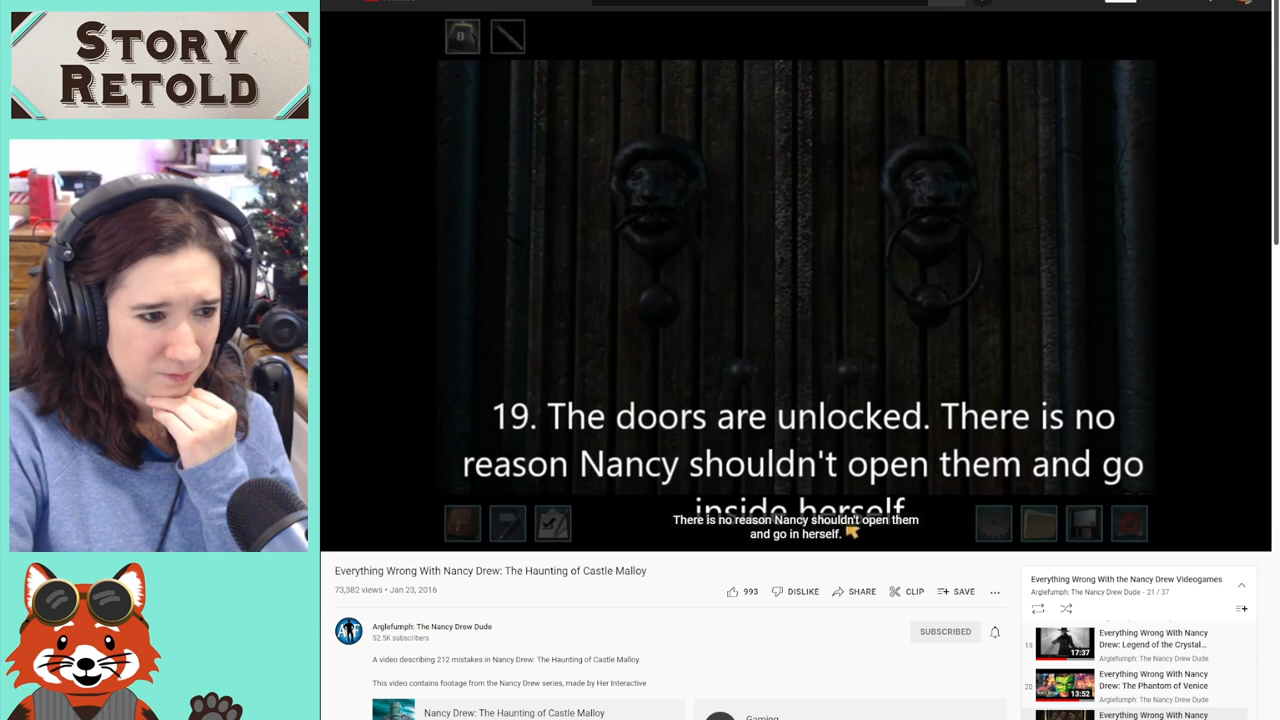 STORY
RETOLD
8
19. The doors are unlocked. There is no
reason Nancy shouldn't open them and go
inside herself.
There is no reason Nancy shouldn't open them
and go in herself.
Everything Wrong With Nancy Drew: The Haunting of Castle Malloy
73,382 views • Jan 23, 2016
993
DISLIKE
SHARE
CLIP
SAVE
Arglefumph: The Nancy Drew Dude
52.5K subscribers
SUBSCRIBED
A video describing 212 mistakes in Nancy Drew: The Haunting of Castle Malloy.
This video contains footage from the Nancy Drew series, made by Her Interactive
Nancy Drew: The Haunting of Castle Malloy
Gaming
Everything Wrong With the Nancy Drew Videogames
Arglefumph: The Nancy Drew Dude - 21 / 37
19
17:37
Everything Wrong With Nancy
Drew: Legend of the Crystal...
Arglefumph: The Nancy Drew Dude
20
13:52
Everything Wrong With Nancy
Drew: The Phantom of Venice
Arglefumph: The Nancy Drew Dude
Everything Wrong With Nancy